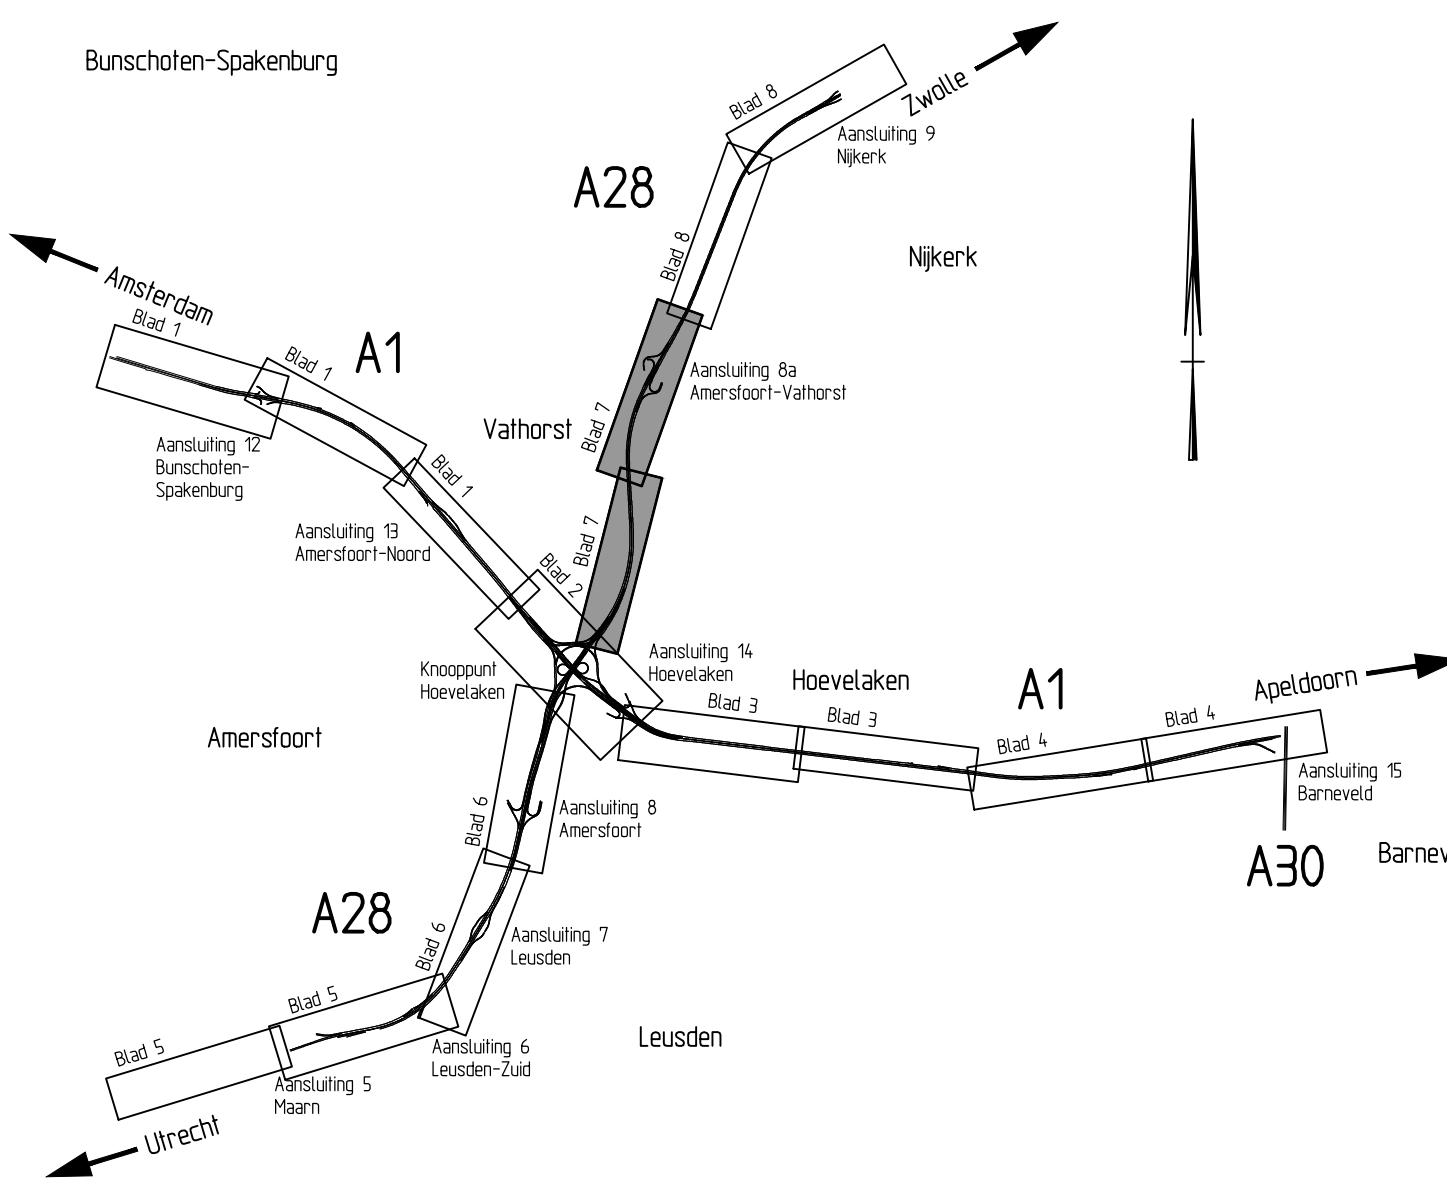 Bunschoten-Spakenburg
Zwolle
Blad 8
Aansluiting 9
Nijkerk
A28
Blad 8
Nijkerk
Amsterdam
Blad 1
Blad 1
A1
Aansluiting 8a
Amersfoort-Vathorst
Blad 7
Vathorst
Aansluiting 12
Bunschoten-
Spakenburg
Blad 1
Aansluiting 13
Amersfoort-Noord
Blad 7
Blad 2
Knooppunt
Hoevelaken
Aansluiting 14
Hoevelaken
Hoevelaken
A1
Apeldoorn
Blad 3
Blad 3
Blad 4
Blad 4
Amersfoort
Aansluiting 15
Barneveld
Blad 6
Aansluiting 8
Amersfoort
A30
Barnev
A28
Blad 6
Aansluiting 7
Leusden
Blad 5
Blad 5
Leusden
Aansluiting 6
Leusden-Zuid
Aansluiting 5
Maarn
Utrecht